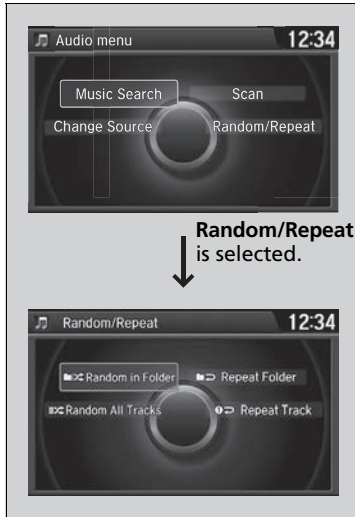 Audio menu 12:34
Music Search Scan
Change Source Random/Repeat
Random/Repeat
is selected.
Random/Repeat 12:34
Random in Folder Repeat Folder
Random All Tracks Repeat Track